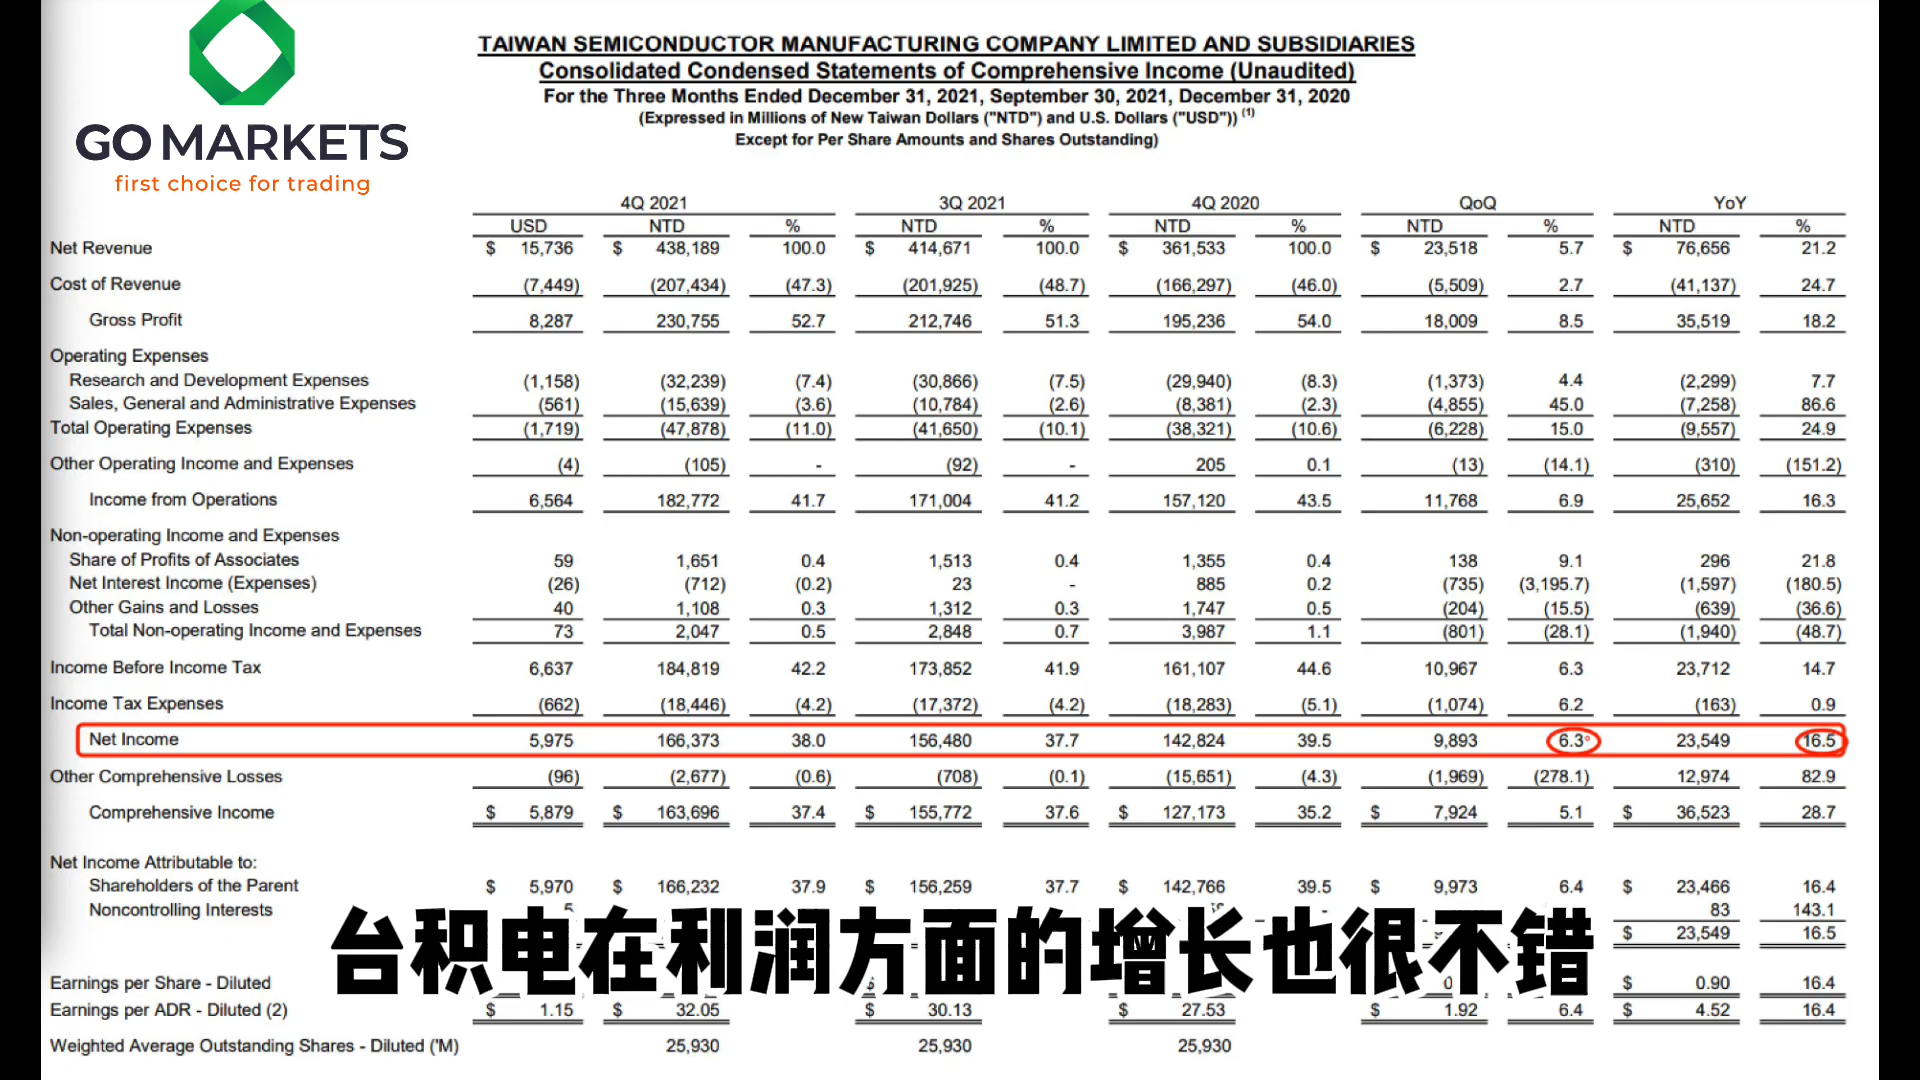 GO MARKETS
first choice for trading
TAIWAN SEMICONDUCTOR MANUFACTURING COMPANY LIMITED AND SUBSIDIARIES
Consolidated Condensed Statements of Comprehensive Income (Unaudited)
For the Three Months Ended December 31, 2021, September 30, 2021, December 31, 2020
(Expressed in Millions of New Taiwan Dollars ("NTD") and U.S. Dollars ("USD")) (1)
Except for Per Share Amounts and Shares Outstanding)
4Q 2021 3Q 2021 4Q 2020 QoQ YoY
USD NTD % NTD % NTD % NTD % NTD %
Net Revenue $ 15,736 $ 438,189 100.0 $ 414,671 100.0 $ 361,533 100.0 $ 23,518 5.7 $ 76,656 21.2
Cost of Revenue (7,449) (207,434) (47.3) (201,925) (48.7) (166,297) (46.0) (5,509) 2.7 (41,137) 24.7
Gross Profit 8,287 230,755 52.7 212,746 51.3 195,236 54.0 18,009 8.5 35,519 18.2
Operating Expenses
Research and Development Expenses (1,158) (32,239) (7.4) (30,866) (7.5) (29,940) (8.3) (1,373) 4.4 (2,299) 7.7
Sales, General and Administrative Expenses (561) (15,639) (3.6) (10,784) (2.6) (8,381) (2.3) (4,855) 45.0 (7,258) 86.6
Total Operating Expenses (1,719) (47,878) (11.0) (41,650) (10.1) (38,321) (10.6) (6,228) 15.0 (9,557) 24.9
Other Operating Income and Expenses (4) (105) - (92) - 205 0.1 (13) (14.1) (310) (151.2)
Income from Operations 6,564 182,772 41.7 171,004 41.2 157,120 43.5 11,768 6.9 25,652 16.3
Non-operating Income and Expenses
Share of Profits of Associates 59 1,651 0.4 1,513 0.4 1,355 0.4 138 9.1 296 21.8
Net Interest Income (Expenses) (26) (712) (0.2) 23 - 885 0.2 (735) (3,195.7) (1,597) (180.5)
Other Gains and Losses 40 1,108 0.3 1,312 0.3 1,747 0.5 (204) (15.5) (639) (36.6)
Total Non-operating Income and Expenses 73 2,047 0.5 2,848 0.7 3,987 1.1 (801) (28.1) (1,940) (48.7)
Income Before Income Tax 6,637 184,819 42.2 173,852 41.9 161,107 44.6 10,967 6.3 23,712 14.7
Income Tax Expenses (662) (18,446) (4.2) (17,372) (4.2) (18,283) (5.1) (1,074) 6.2 (163) 0.9
Net Income 5,975 166,373 38.0 156,480 37.7 142,824 39.5 9,893 6.3 23,549 16.5
Other Comprehensive Losses (96) (2,677) (0.6) (708) (0.1) (15,651) (4.3) (1,969) (278.1) 12,974 82.9
Comprehensive Income $ 5,879 $ 163,696 37.4 $ 155,772 37.6 $ 127,173 35.2 $ 7,924 5.1 $ 36,523 28.7
Net Income Attributable to:
Shareholders of the Parent $ 5,970 $ 166,232 37.9 $ 156,259 37.7 $ 142,766 39.5 $ 9,973 6.4 $ 23,466 16.4
Noncontrolling Interests 83 143.1
$ 23,549 16.5
台积电在利润方面的增长也很不错
Earnings per Share - Diluted $ 0.90 16.4
Earnings per ADR - Diluted (2) $ 1.15 $ 32.05 $ 30.13 $ 27.53 $ 1.92 6.4 $ 4.52 16.4
Weighted Average Outstanding Shares - Diluted ('M) 25,930 25,930 25,930